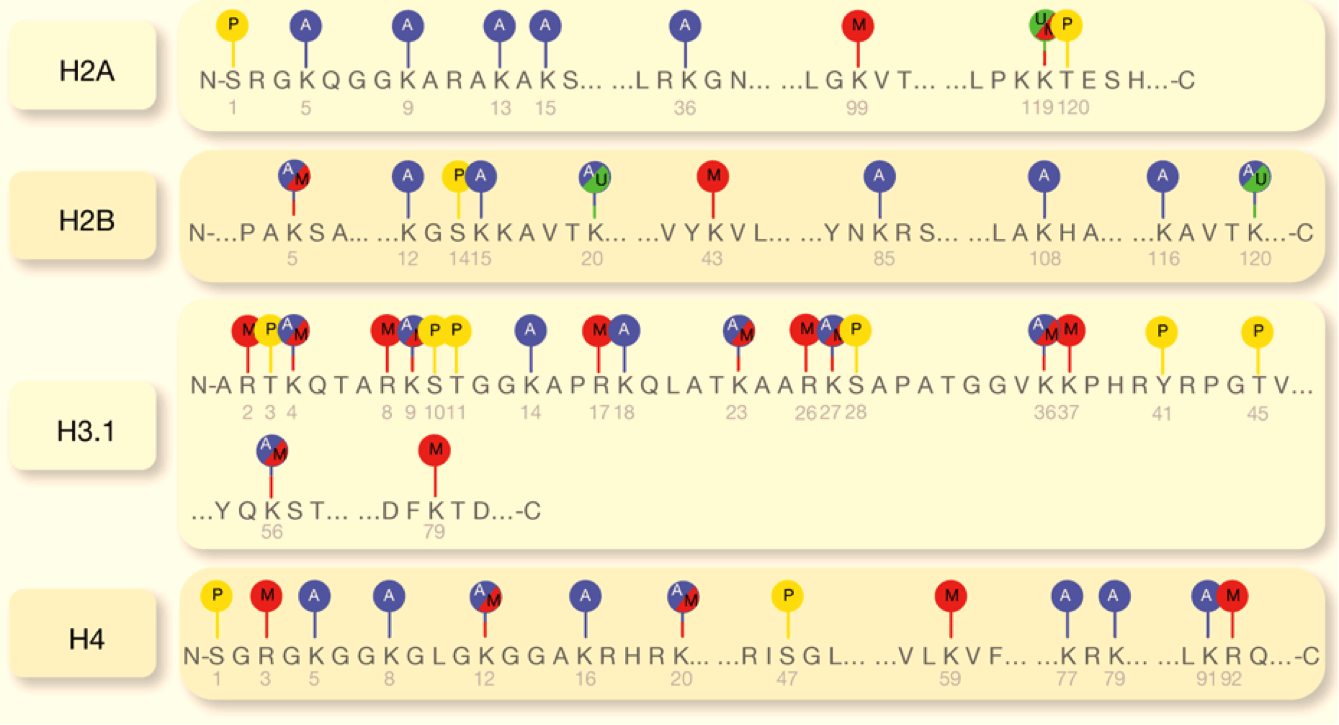 P A A A A A M U M P
H2A
N-S R G K Q G G K A R A K A K S... ...L R K G N... ...L G K V T... ...L P K K T E S H...-C
1 5 9 13 15 36 99 119 120
A M A P A A U M A A A A U
H2B
N-...P A K S A... ...K G S K K A V T K... ...V Y K V L... ...Y N K R S... ...L A K H A... ...K A V T K...-C
5 12 14 15 20 43 85 108 116 120
M P A M M A M P P A M A A M M A M P A M M P P
N-A R T K Q T A R K S T G G K A P R K Q L A T K A A R K S A P A T G G V K K P H R Y R P G T V...
2 3 4 8 9 10 11 14 17 18 23 26 27 28 36 37 41 45
H3.1
A M M
...Y Q K S T... ...D F K T D...-C
56 79
P M A A A M A A M P M A A A M
H4
N-S G R G K G G K G L G K G G A K R H R K... ...R I S G L... ...V L K V F... ...K R K... ...L K R Q...-C
1 3 5 8 12 16 20 47 59 77 79 91 92